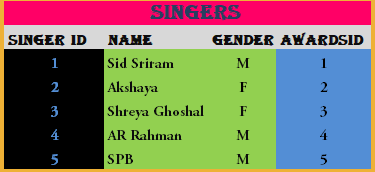 SINGERS
SINGER ID NAME GENDER AWARDSID
1 Sid Sriram M 1
2 Akshaya F 2
3 Shreya Ghoshal F 3
4 AR Rahman M 4
5 SPB M 5